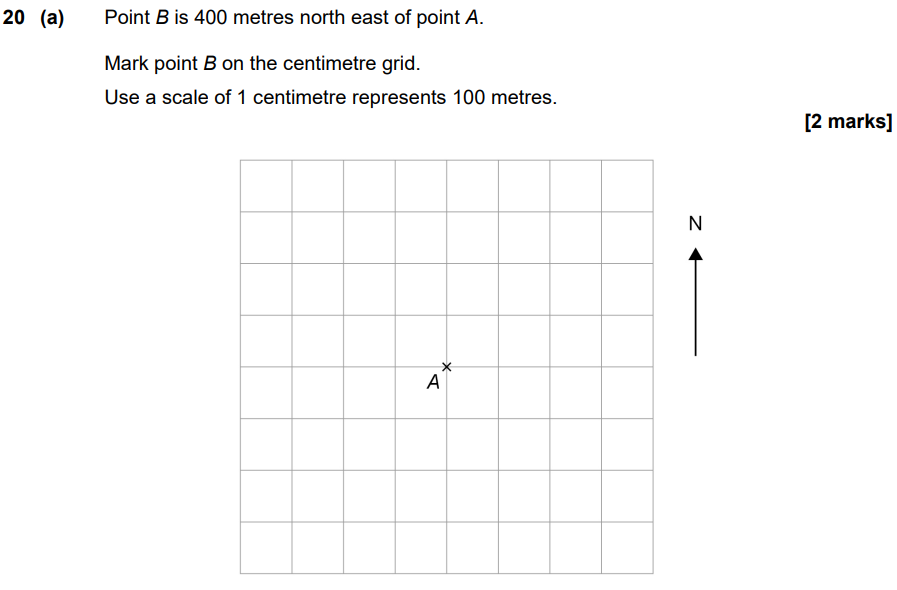 20 (a) Point B is 400 metres north east of point A.
Mark point B on the centimetre grid.
Use a scale of 1 centimetre represents 100 metres.
[2 marks]
N
A